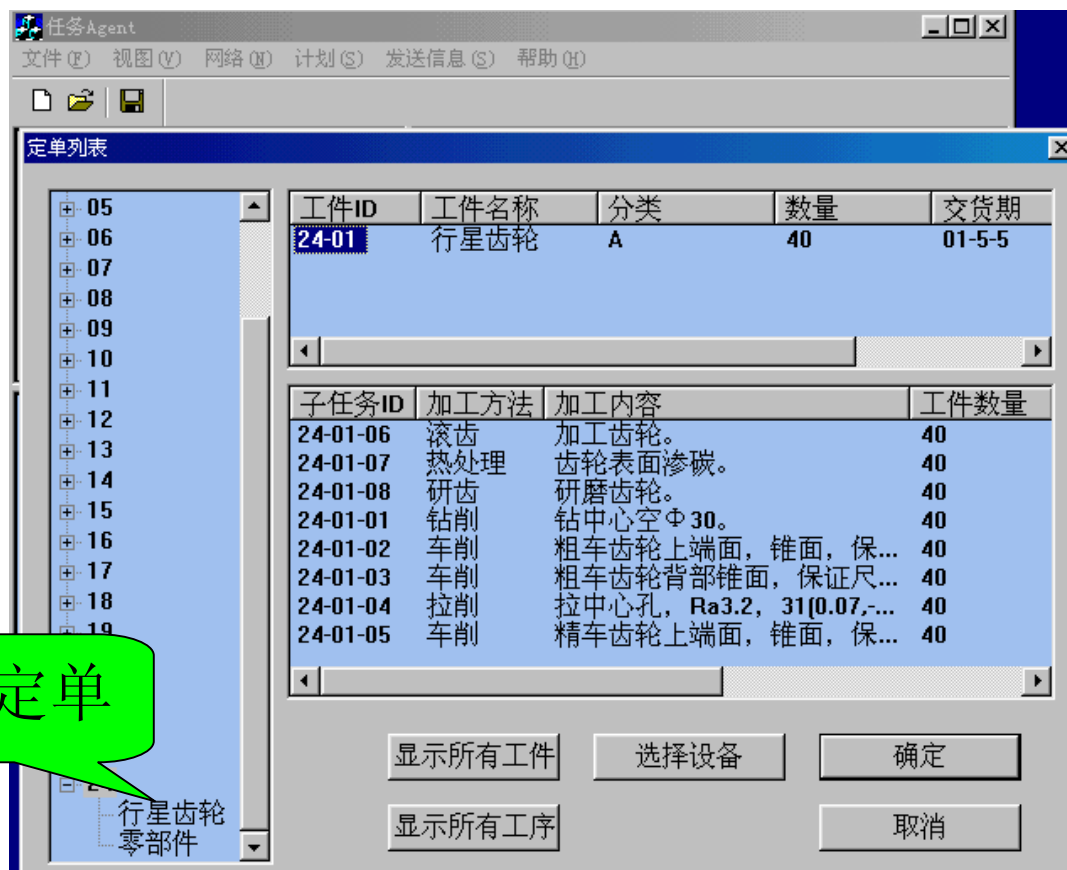 任务Agent
文件(F) 视图(V) 网络(N) 计划(S) 发送信息(S) 帮助(H)
定单列表
05
06
07
08
09
10
11
12
13
14
15
16
17
18
19
定单
行星齿轮
零部件
工件ID 工件名称 分类 数量 交货期
24-01 行星齿轮 A 40 01-5-5
子任务ID 加工方法 加工内容 工件数量
24-01-06 滚齿 加工齿轮。 40
24-01-07 热处理 齿轮表面渗碳。 40
24-01-08 研齿 研磨齿轮。 40
24-01-01 钻削 钻中心空Φ30。 40
24-01-02 车削 粗车齿轮上端面，锥面，保... 40
24-01-03 车削 粗车齿轮背部锥面，保证尺... 40
24-01-04 拉削 拉中心孔，Ra3.2，31(0.07,-... 40
24-01-05 车削 精车齿轮上端面，锥面，保... 40
显示所有工件 选择设备 确定
显示所有工序 取消